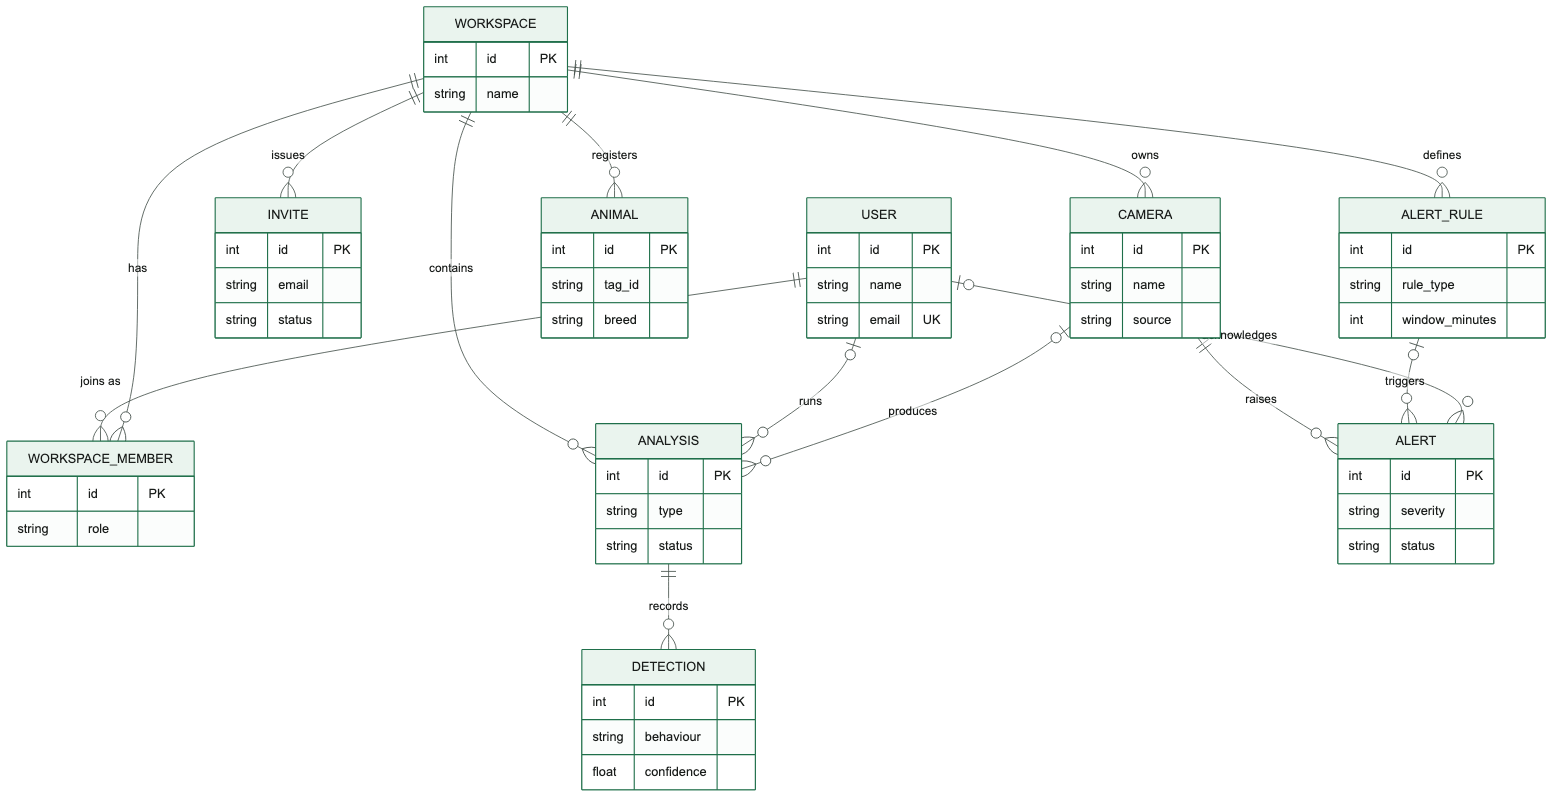 WORKSPACE
int id PK
string name
issues
registers
owns
defines
INVITE
int id PK
string email
string status
ANIMAL
int id PK
string tag_id
string breed
USER
int id PK
string name
string email UK
CAMERA
int id PK
string name
string source
ALERT_RULE
int id PK
string rule_type
int window_minutes
has
contains
joins as
runs
produces
raises
triggers
WORKSPACE_MEMBER
int id PK
string role
ANALYSIS
int id PK
string type
string status
ALERT
int id PK
string severity
string status
records
DETECTION
int id PK
string behaviour
float confidence